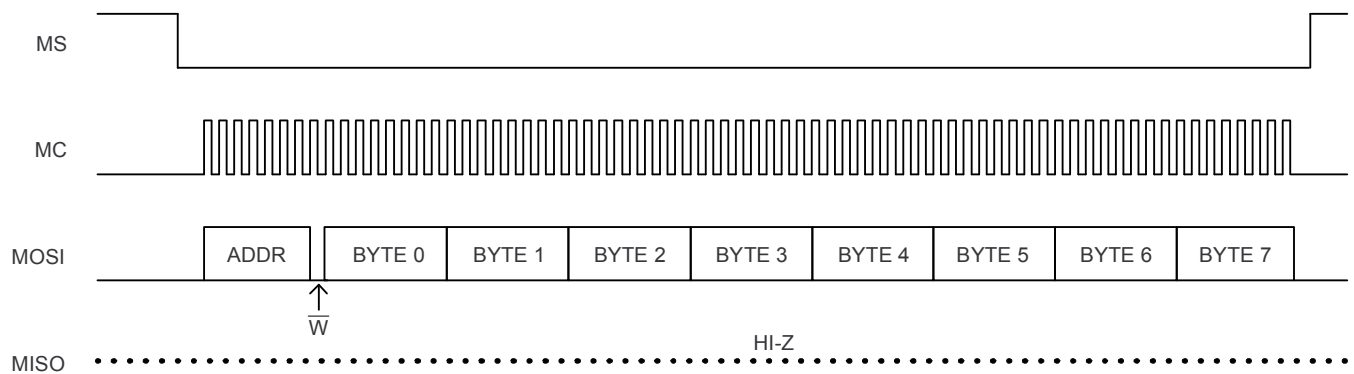 MS
MC
MOSI ADDR BYTE 0 BYTE 1 BYTE 2 BYTE 3 BYTE 4 BYTE 5 BYTE 6 BYTE 7
W̅
HI-Z
MISO